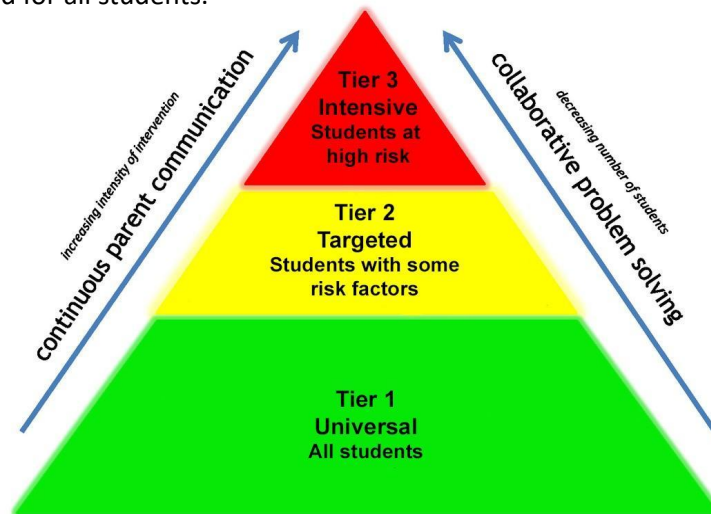 d for all students.
Tier 3
Intensive
Students at
high risk
Tier 2
Targeted
Students with some
risk factors
Tier 1
Universal
All students
increasing intensity of intervention
continuous parent communication
decreasing number of students
collaborative problem solving